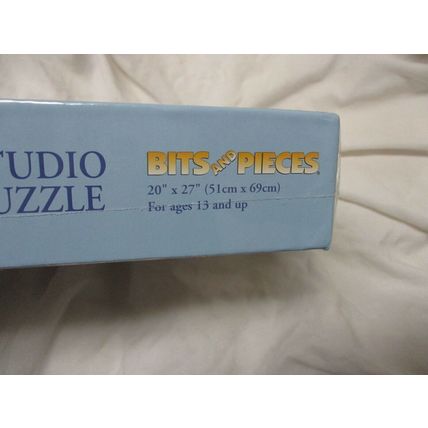 TUDIO
UZZLE
BITS AND PIECES
20" x 27" (51cm x 69cm)
For ages 13 and up